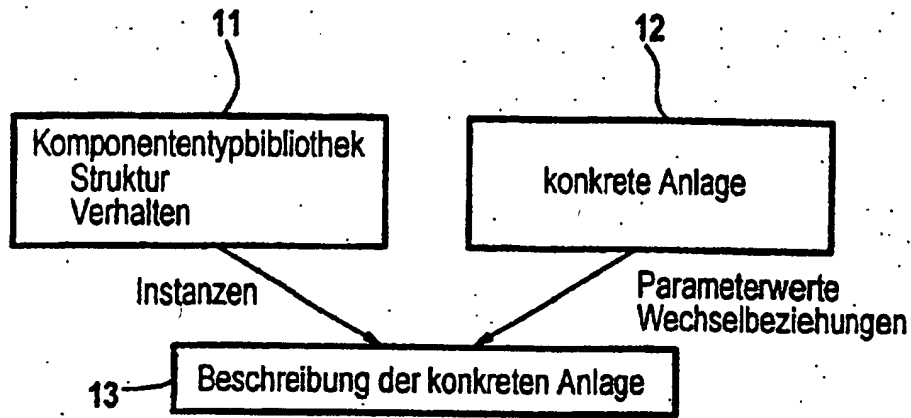 11
12
Komponententypbibliothek
Struktur
Verhalten
konkrete Anlage
Instanzen
Parameterwerte
Wechselbeziehungen
13
Beschreibung der konkreten Anlage